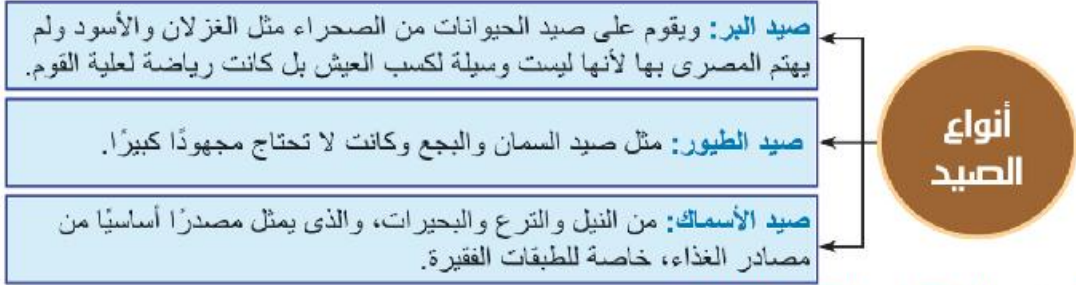 أنواع
الصيد
صيد البر: ويقوم على صيد الحيوانات من الصحراء مثل الغزلان والأسود ولم
يهتم المصرى بها لأنها ليست وسيلة لكسب العيش بل كانت رياضة لعلية القوم.
صيد الطيور: مثل صيد السمان والبجع وكانت لا تحتاج مجهودًا كبيرًا.
صيد الأسماك: من النيل والترع والبحيرات، والذى يمثل مصدرًا أساسيًا من
مصادر الغذاء، خاصة للطبقات الفقيرة.